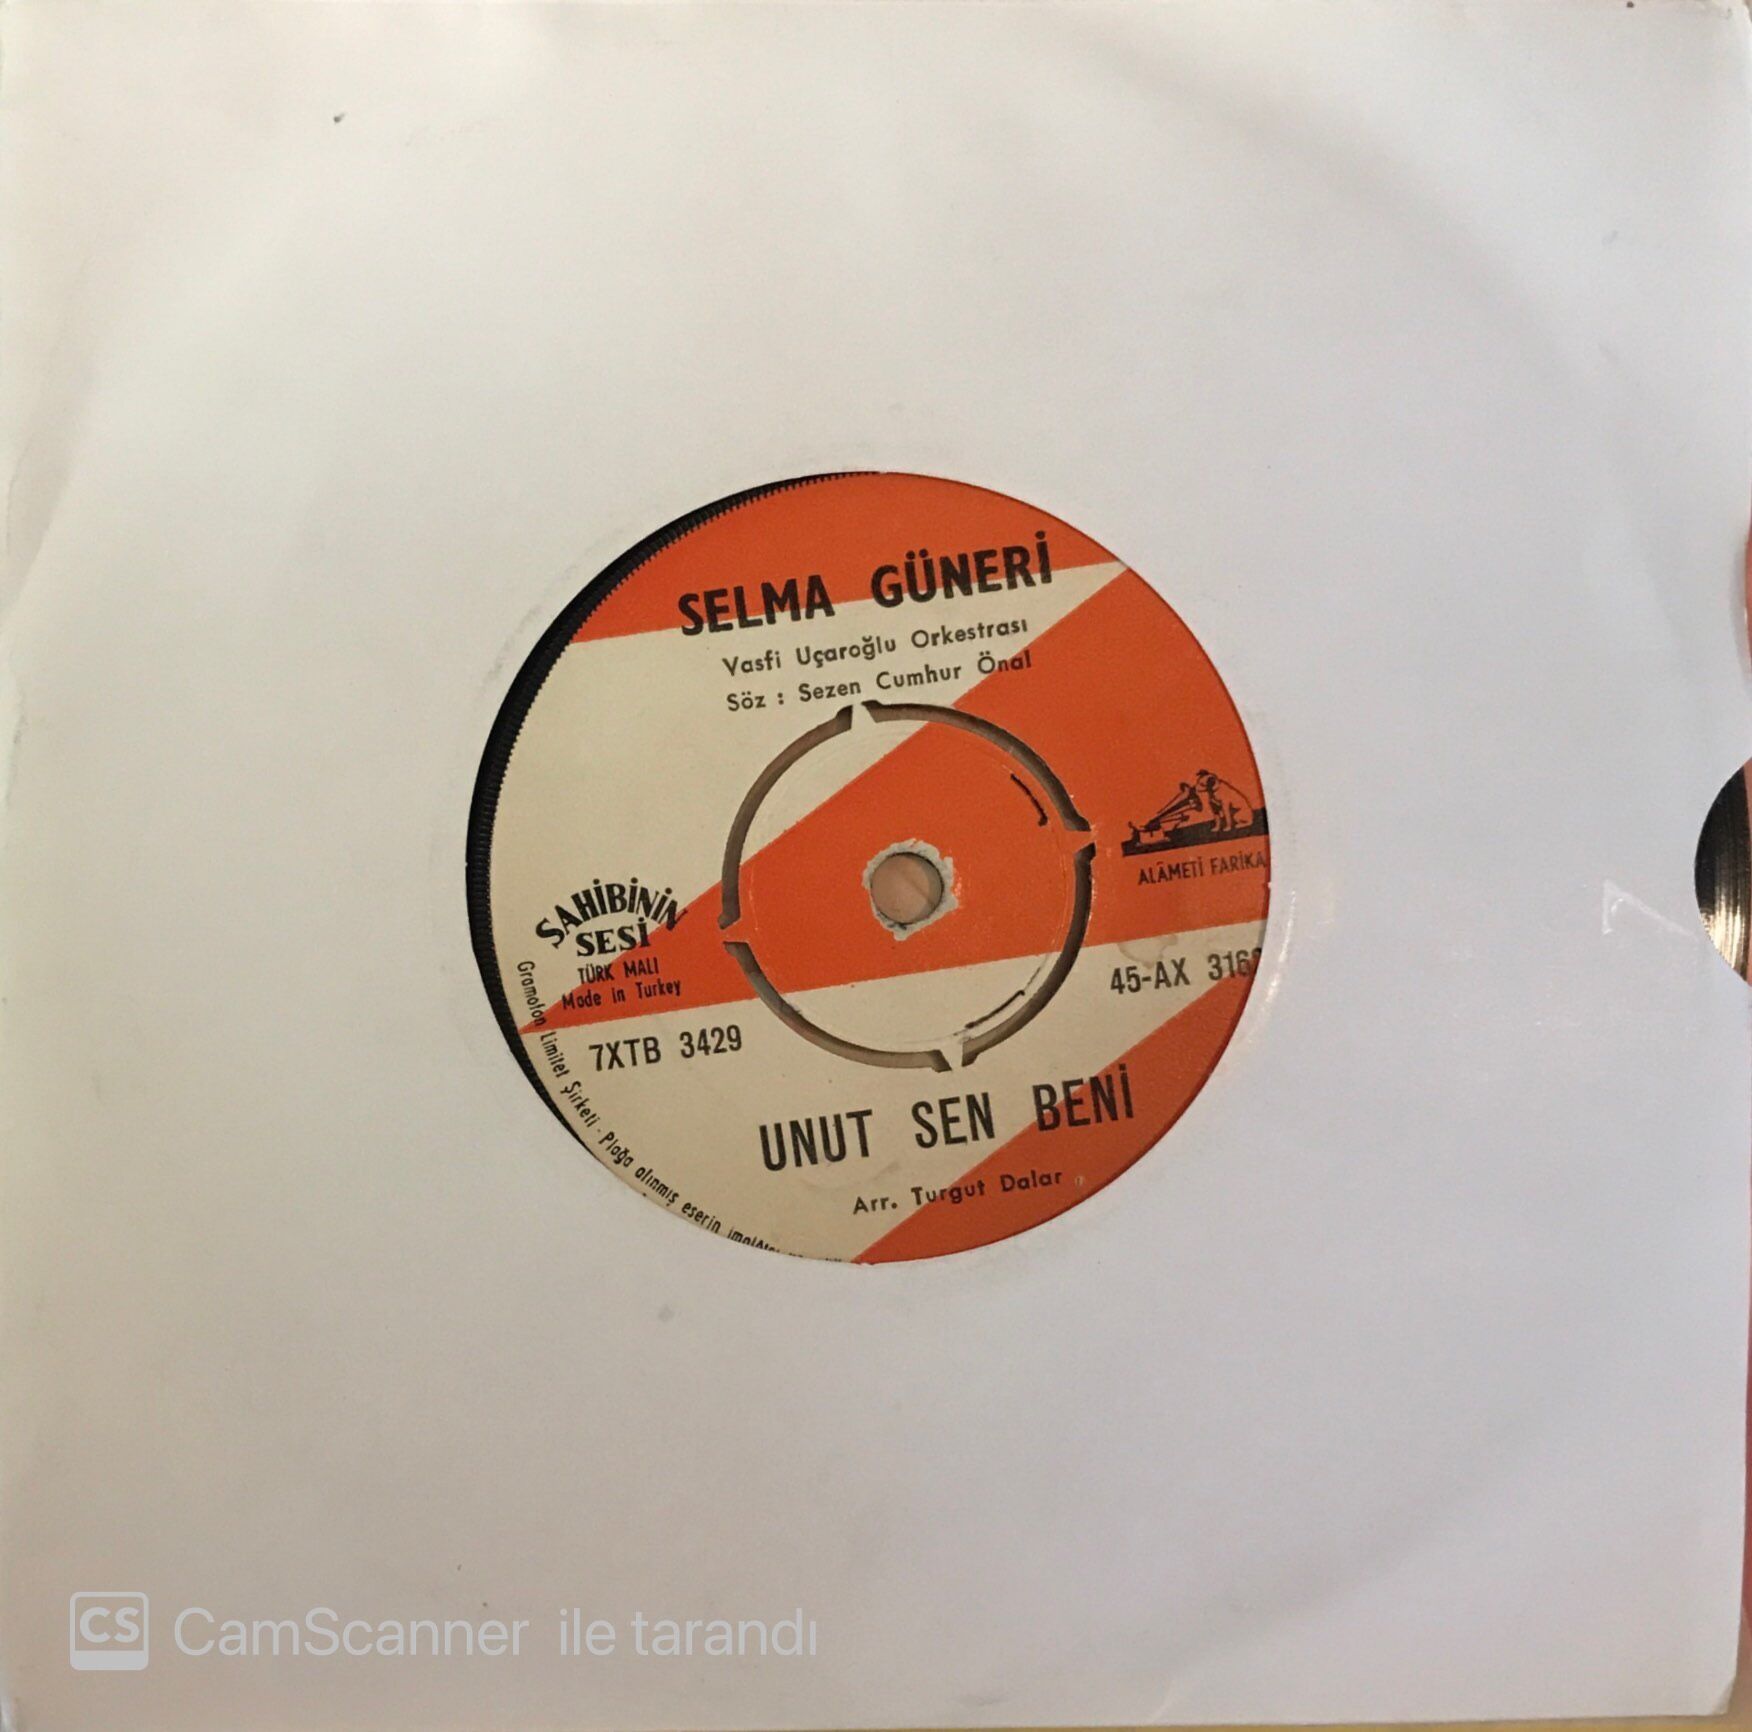 SELMA GÜNERİ
Vasfi Uçaroğlu Orkestrası
Söz : Sezen Cumhur Önal
ALÂMETİ FARİKA
SAHİBİNİN
SESİ
TÜRK MALI
Made in Turkey
45-AX
7XTB 3429
UNUT SEN BENİ
Arr. Turgut Dalar
Gramofon Limitet Şirketi - Plağa alınmış eserin
CS CamScanner ile tarandı